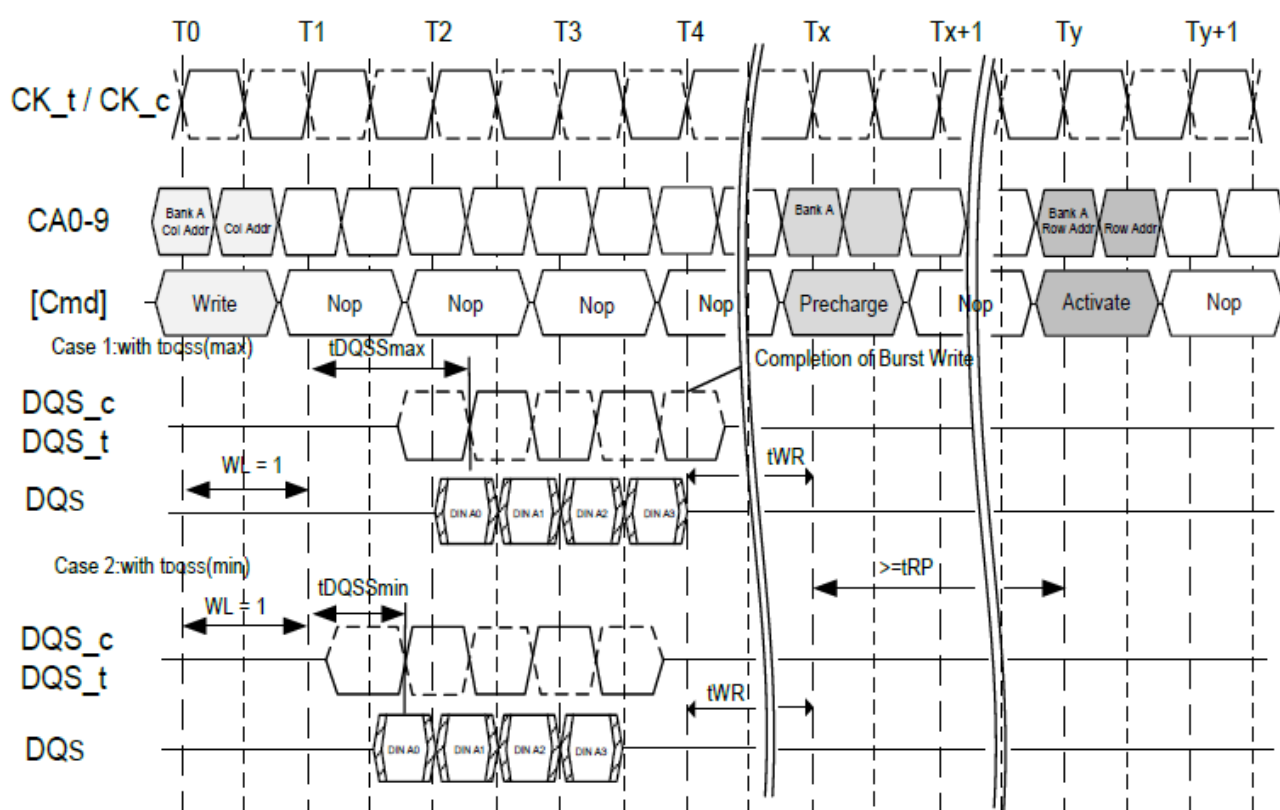 T0 T1 T2 T3 T4 Tx Tx+1 Ty Ty+1
CK_t / CK_c
CA0-9
Bank A
Col Addr
Col Addr
Bank A
Bank A
Row Addr
Row Addr
[Cmd] Write Nop Nop Nop Nop Precharge Nop Activate Nop
Case 1:with tDQSS(max)
tDQSSmax
Completion of Burst Write
DQS_c
DQS_t
WL = 1
tWR
DQs
DIN A0 DIN A1 DIN A2 DIN A3
Case 2:with tDQSS(min)
tDQSSmin
>=tRP
WL = 1
DQS_c
DQS_t
tWR
DQs
DIN A0 DIN A1 DIN A2 DIN A3